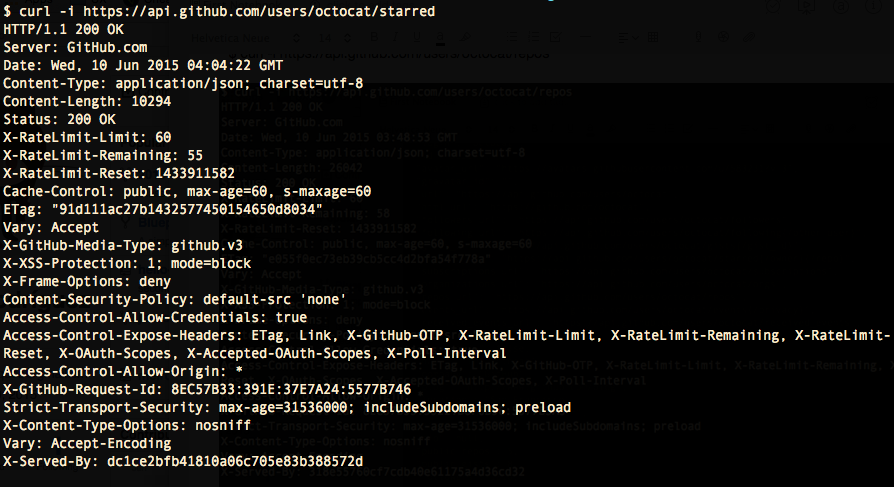 $ curl -i https://api.github.com/users/octocat/starred
HTTP/1.1 200 OK
Server: GitHub.com
Date: Wed, 10 Jun 2015 04:04:22 GMT
Content-Type: application/json; charset=utf-8
Content-Length: 10294
Status: 200 OK
X-RateLimit-Limit: 60
X-RateLimit-Remaining: 55
X-RateLimit-Reset: 1433911582
Cache-Control: public, max-age=60, s-maxage=60
ETag: "91d111ac27b1432577450154650d8034"
Vary: Accept
X-GitHub-Media-Type: github.v3
X-XSS-Protection: 1; mode=block
X-Frame-Options: deny
Content-Security-Policy: default-src 'none'
Access-Control-Allow-Credentials: true
Access-Control-Expose-Headers: ETag, Link, X-GitHub-OTP, X-RateLimit-Limit, X-RateLimit-Remaining, X-RateLimit-
Reset, X-OAuth-Scopes, X-Accepted-OAuth-Scopes, X-Poll-Interval
Access-Control-Allow-Origin: *
X-GitHub-Request-Id: 8EC57B33:391E:37E7A24:5577B746
Strict-Transport-Security: max-age=31536000; includeSubdomains; preload
X-Content-Type-Options: nosniff
Vary: Accept-Encoding
X-Served-By: dc1ce2bfb41810a06c705e83b388572d